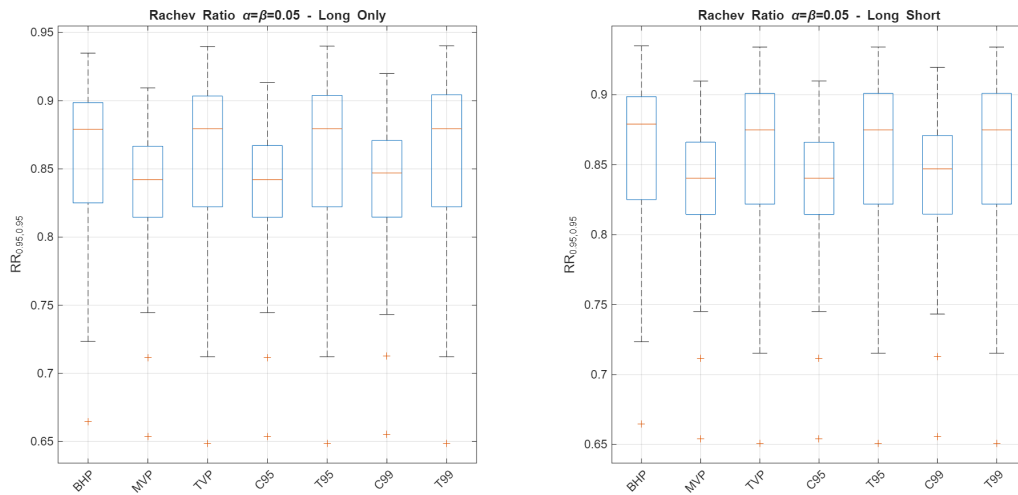 Rachev Ratio α=β=0.05 - Long Only
0.95
0.9
0.85
0.8
0.75
0.7
0.65
RR0.95,0.95
BHP
MVP
TVP
C95
T95
C99
T99
Rachev Ratio α=β=0.05 - Long Short
0.9
0.85
0.8
0.75
0.7
0.65
RR0.95,0.95
BHP
MVP
TVP
C95
T95
C99
T99